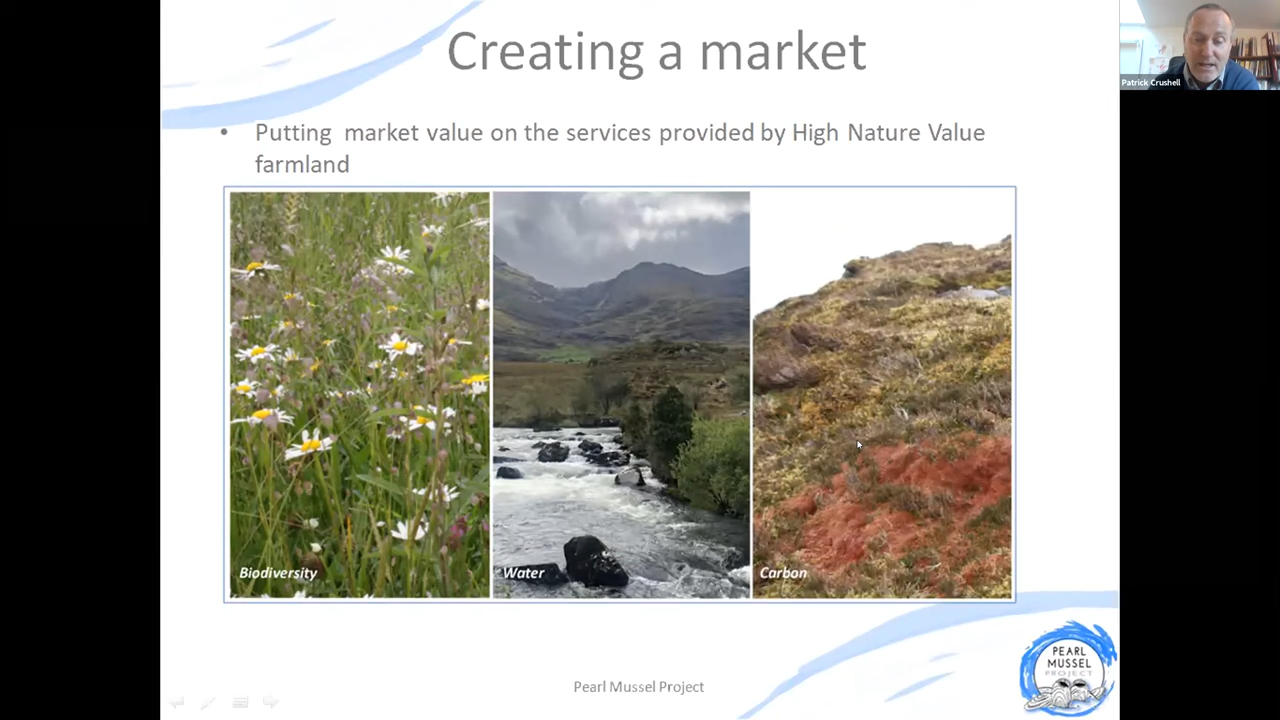 Creating a market
Patrick Crushell
• Putting market value on the services provided by High Nature Value
farmland
Biodiversity
Water
Carbon
PEARL
MUSSEL
PROJECT
Pearl Mussel Project